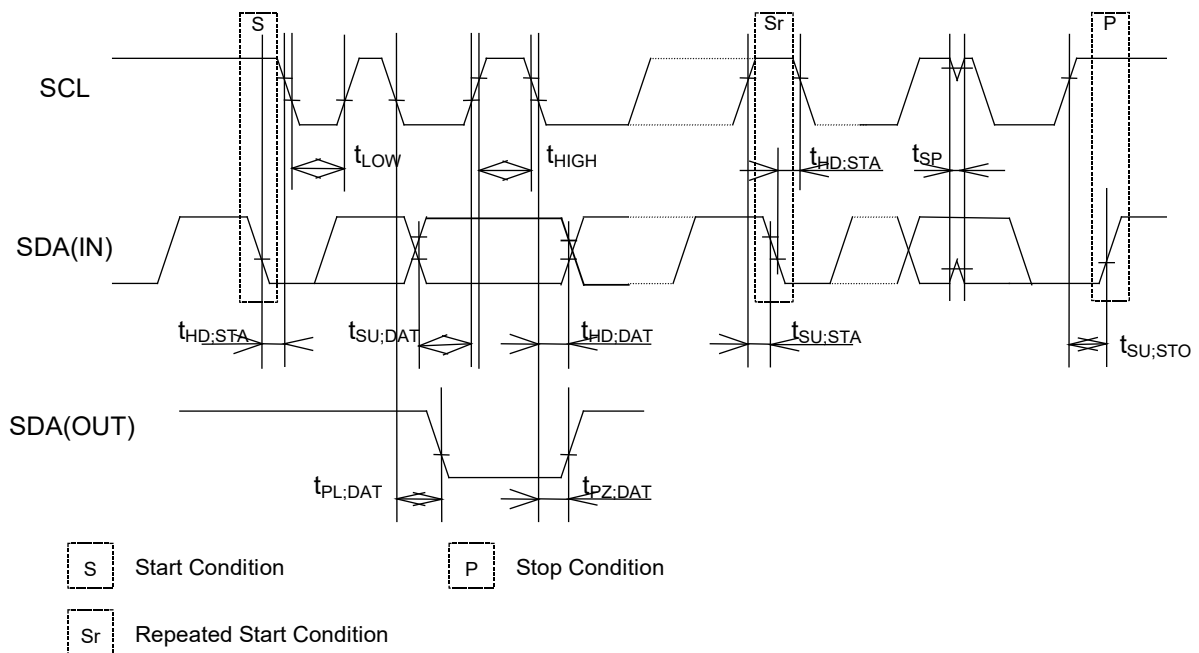 S Sr P
SCL
tLOW tHIGH tHD;STA tSP
SDA(IN)
tHD;STA tSU;DAT tHD;DAT tSU;STA tSU;STO
SDA(OUT)
tPL;DAT tPZ;DAT
S Start Condition P Stop Condition
Sr Repeated Start Condition